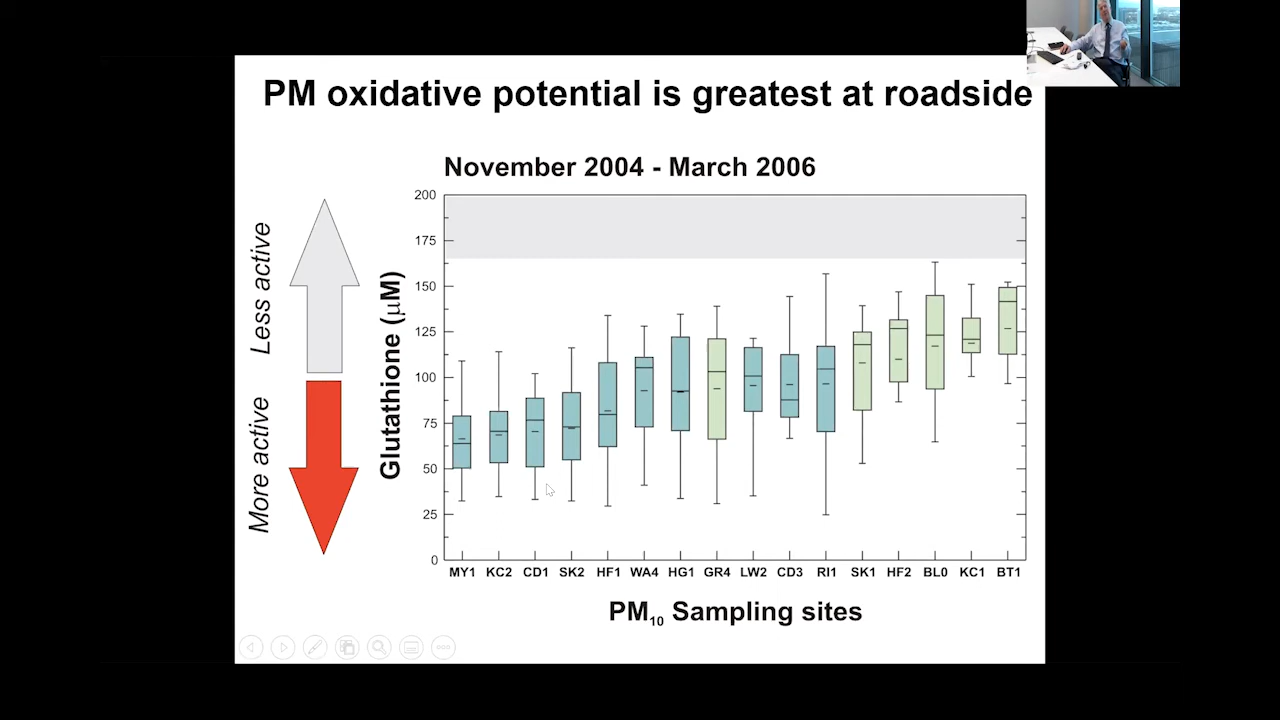 PM oxidative potential is greatest at roadside
November 2004 - March 2006
Less active
More active
Glutathione (μM)
200
175
150
125
100
75
50
25
0
MY1 KC2 CD1 SK2 HF1 WA4 HG1 GR4 LW2 CD3 RI1 SK1 HF2 BL0 KC1 BT1
PM10 Sampling sites